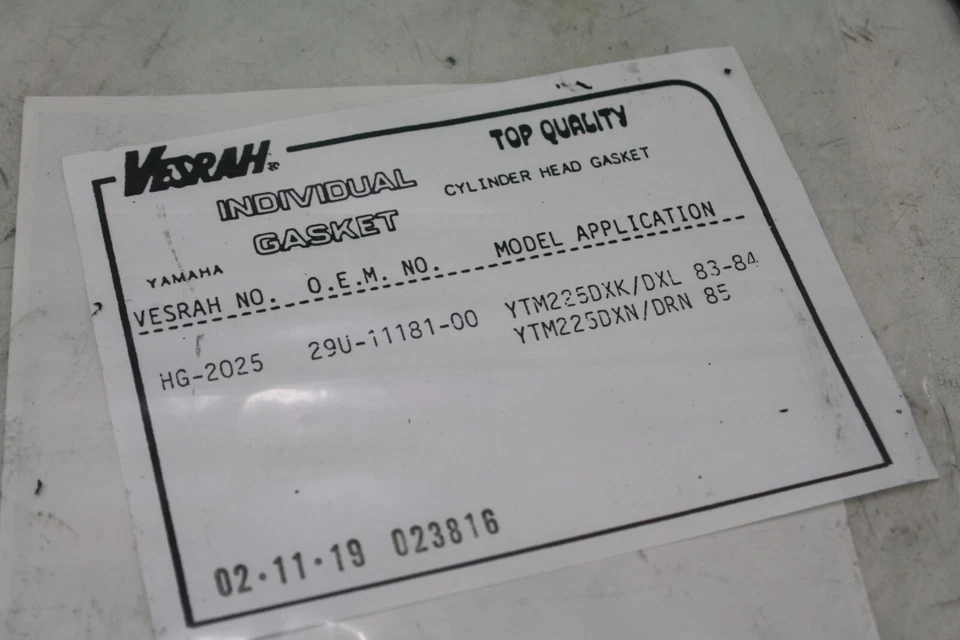 VESRAH®
TOP QUALITY
INDIVIDUAL
GASKET
CYLINDER HEAD GASKET
YAMAHA
VESRAH NO. O.E.M. NO. MODEL APPLICATION
HG-2025 29U-11181-00 YTM225DXK/DXL 83-84
YTM225DXN/DRN 85
02・11・19 023816